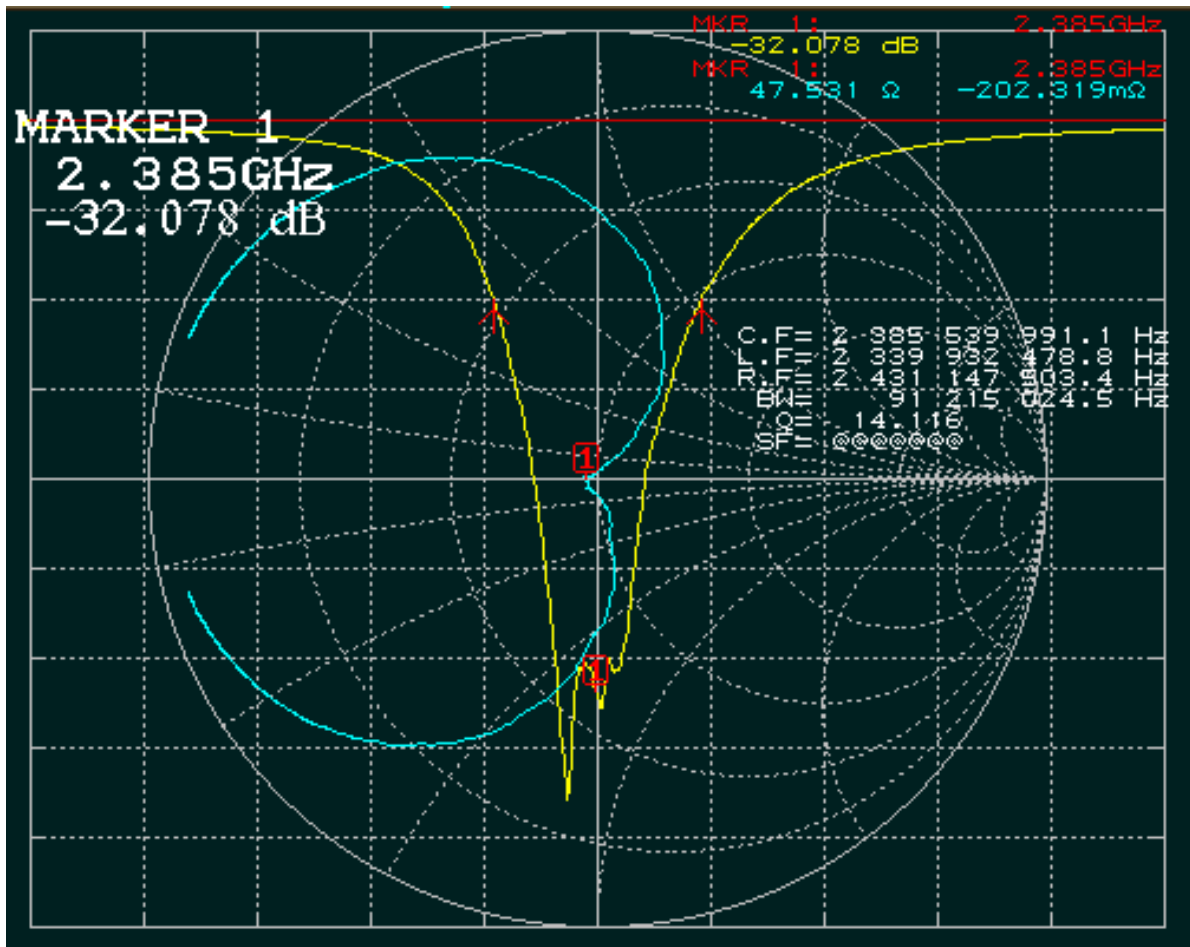 MKR 1: 2.385GHz
-32.078 dB
MKR 1: 2.385GHz
47.531 Ω -202.319mΩ
MARKER 1
2.385GHz
-32.078 dB
C.F= 2 385 539 991.1 Hz
L.F= 2 339 932 478.8 Hz
R.F= 2 431 147 503.4 Hz
BW= 91 215 024.5 Hz
Q= 14.116
SF= @@@@@@@
1
1